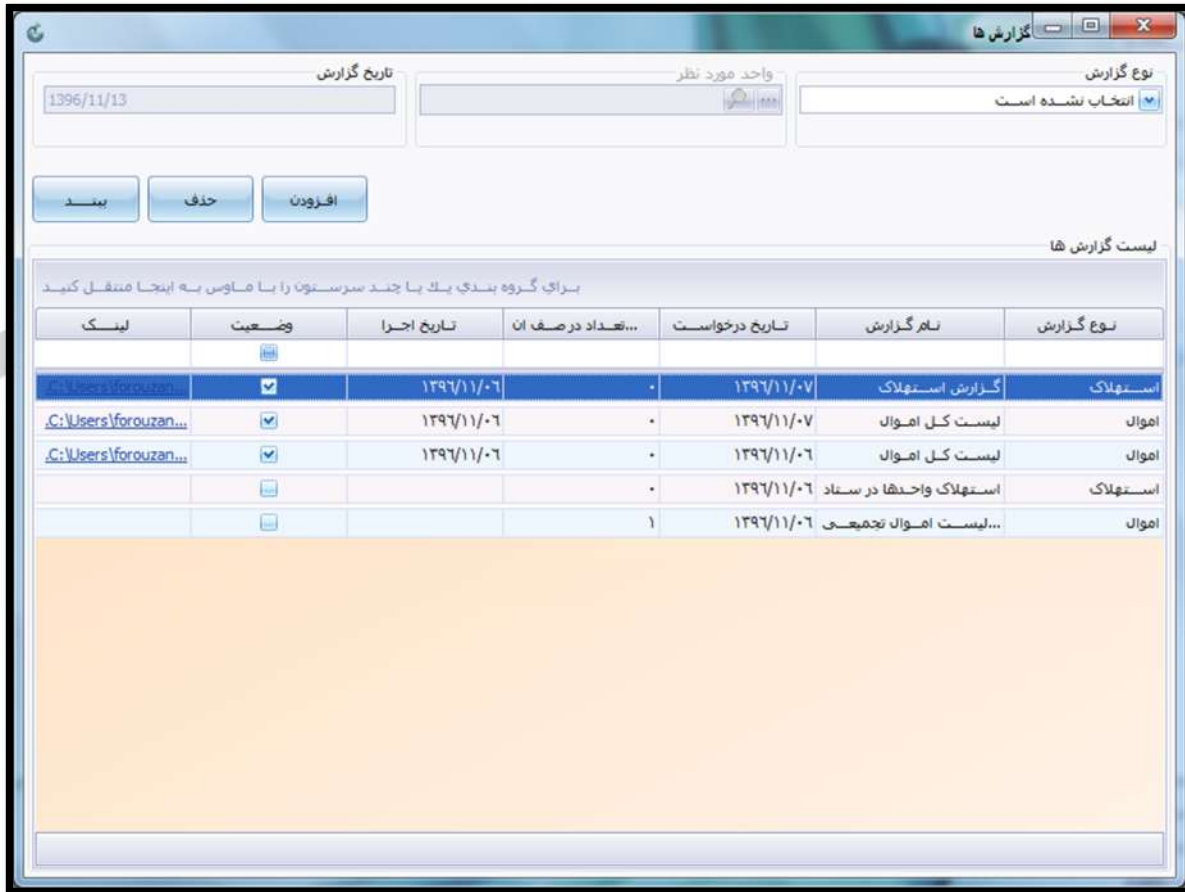 گزارش ها
نوع گزارش
واحد مورد نظر
تاریخ گزارش
انتخاب نشده است
1396/11/13
افزودن
حذف
ببند
لیست گزارش ها
برای گروه بندي يك يا چند سرستون را با ماوس به اينجا منتقل كنيد
نوع گزارش نام گزارش تاریخ درخواست تعداد در صف ان... تاریخ اجرا وضعیت لینک
استهلاک گزارش استهلاک ۱۳۹۶/۱۱/۰۷ ۰ ۱۳۹۶/۱۱/۰۶ C:\Users\forouzan...
اموال لیست کل اموال ۱۳۹۶/۱۱/۰۷ ۰ ۱۳۹۶/۱۱/۰۶ C:\Users\forouzan...
اموال لیست کل اموال ۱۳۹۶/۱۱/۰۶ ۰ ۱۳۹۶/۱۱/۰۶ C:\Users\forouzan...
استهلاک استهلاک واحدها در ستاد ۱۳۹۶/۱۱/۰۶ ۰
اموال لیست اموال تجمیعی... ۱۳۹۶/۱۱/۰۶ ۱